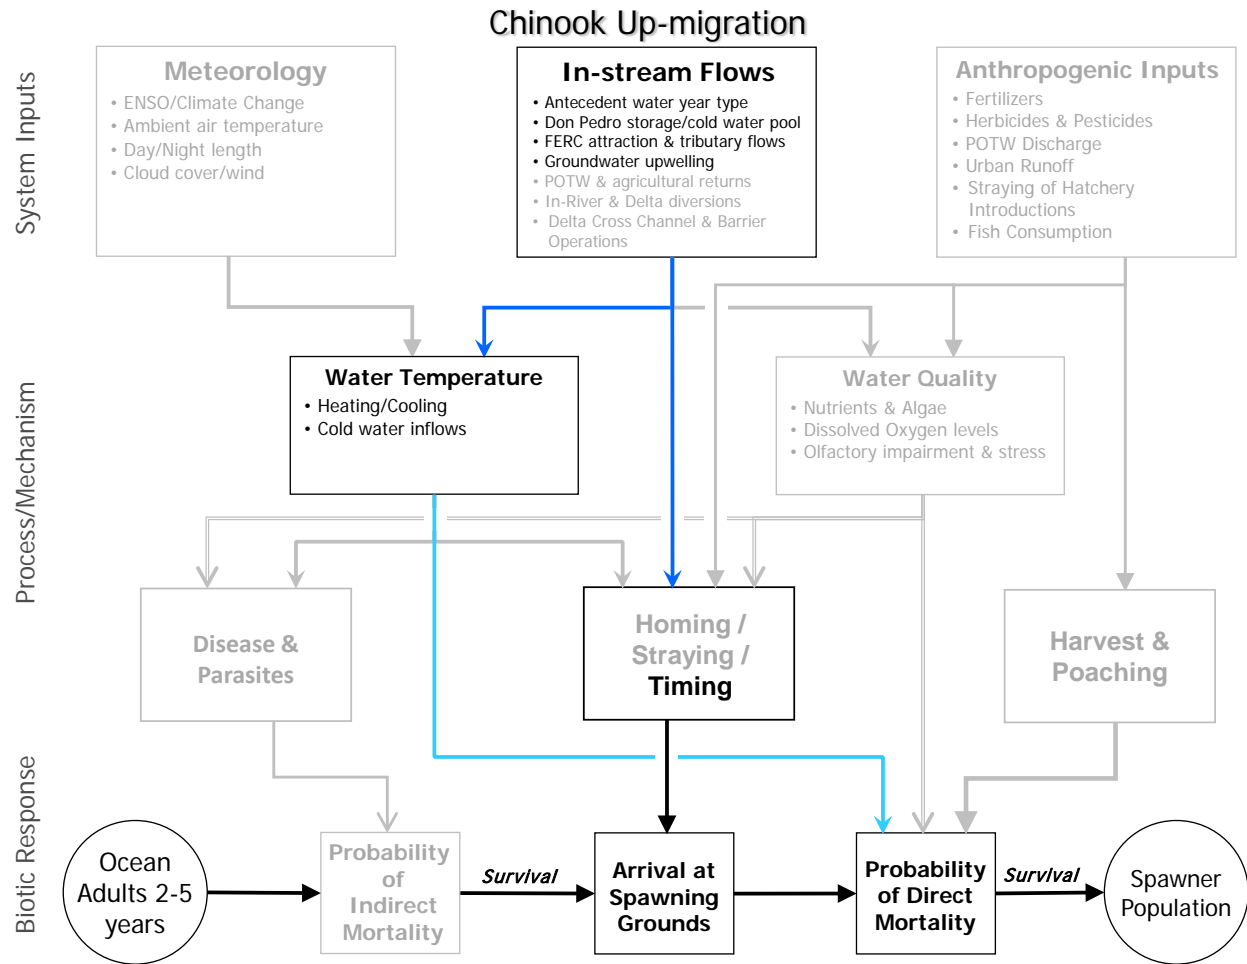 Chinook Up-migration
System Inputs
Meteorology
• ENSO/Climate Change
• Ambient air temperature
• Day/Night length
• Cloud cover/wind
In-stream Flows
• Antecedent water year type
• Don Pedro storage/cold water pool
• FERC attraction & tributary flows
• Groundwater upwelling
• POTW & agricultural returns
• In-River & Delta diversions
• Delta Cross Channel & Barrier
Operations
Anthropogenic Inputs
• Fertilizers
• Herbicides & Pesticides
• POTW Discharge
• Urban Runoff
• Straying of Hatchery
Introductions
• Fish Consumption
Process/Mechanism
Water Temperature
• Heating/Cooling
• Cold water inflows
Water Quality
• Nutrients & Algae
• Dissolved Oxygen levels
• Olfactory impairment & stress
Disease &
Parasites
Homing /
Straying /
Timing
Harvest &
Poaching
Biotic Response
Ocean
Adults 2-5
years
Probability
of
Indirect
Mortality
Survival
Arrival at
Spawning
Grounds
Probability
of Direct
Mortality
Survival
Spawner
Population